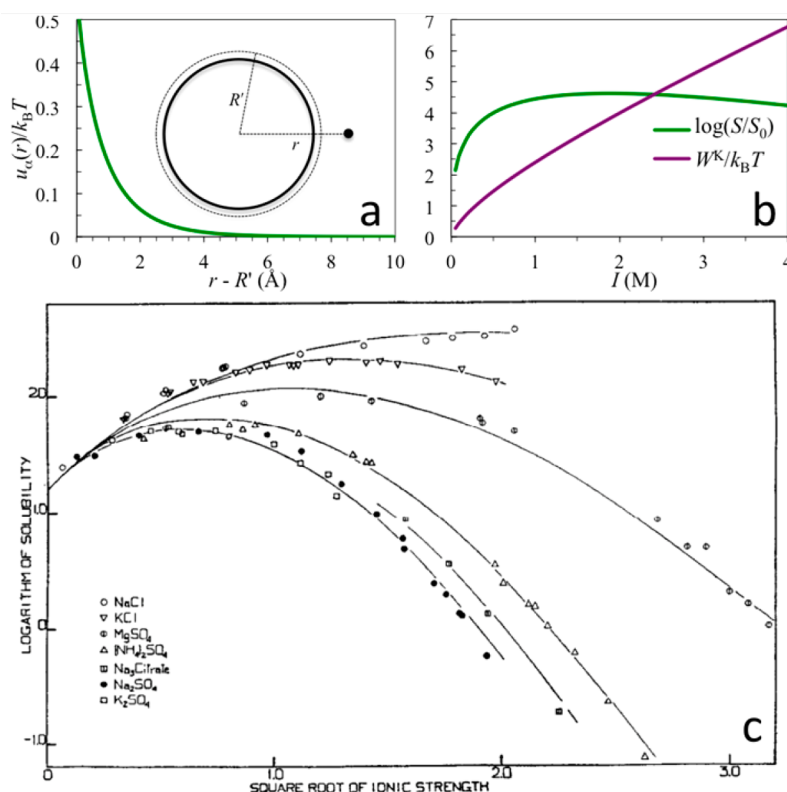 0.5
0.4
0.3
0.2
0.1
0
uα(r)/kBT
R'
r
a
0 2 4 6 8 10
r - R' (Å)
7
6
5
4
3
2
1
0
log(S/S0)
WK/kBT
b
0 1 2 3 4
I (M)
LOGARITHM OF SOLUBILITY
2.0
1.0
0
-1.0
NaCl
KCl
MgSO4
(NH4)2SO4
Na3Citrate
Na2SO4
K2SO4
c
0 1.0 2.0 3.0
SQUARE ROOT OF IONIC STRENGTH